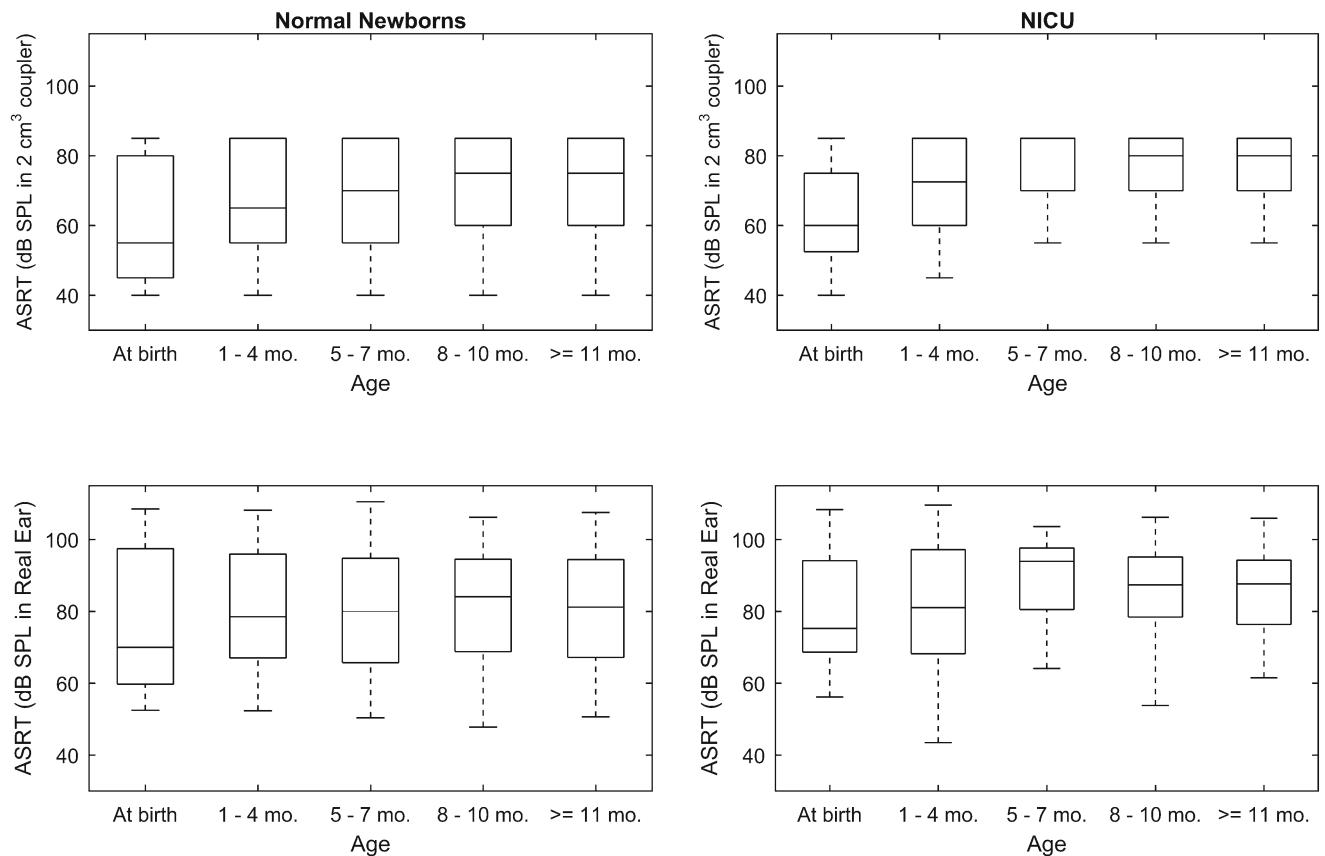 Normal Newborns
ASRT (dB SPL in 2 cm³ coupler)
100
80
60
40
At birth 1 - 4 mo. 5 - 7 mo. 8 - 10 mo. >= 11 mo.
Age
NICU
ASRT (dB SPL in 2 cm³ coupler)
100
80
60
40
At birth 1 - 4 mo. 5 - 7 mo. 8 - 10 mo. >= 11 mo.
Age
ASRT (dB SPL in Real Ear)
100
80
60
40
At birth 1 - 4 mo. 5 - 7 mo. 8 - 10 mo. >= 11 mo.
Age
ASRT (dB SPL in Real Ear)
100
80
60
40
At birth 1 - 4 mo. 5 - 7 mo. 8 - 10 mo. >= 11 mo.
Age